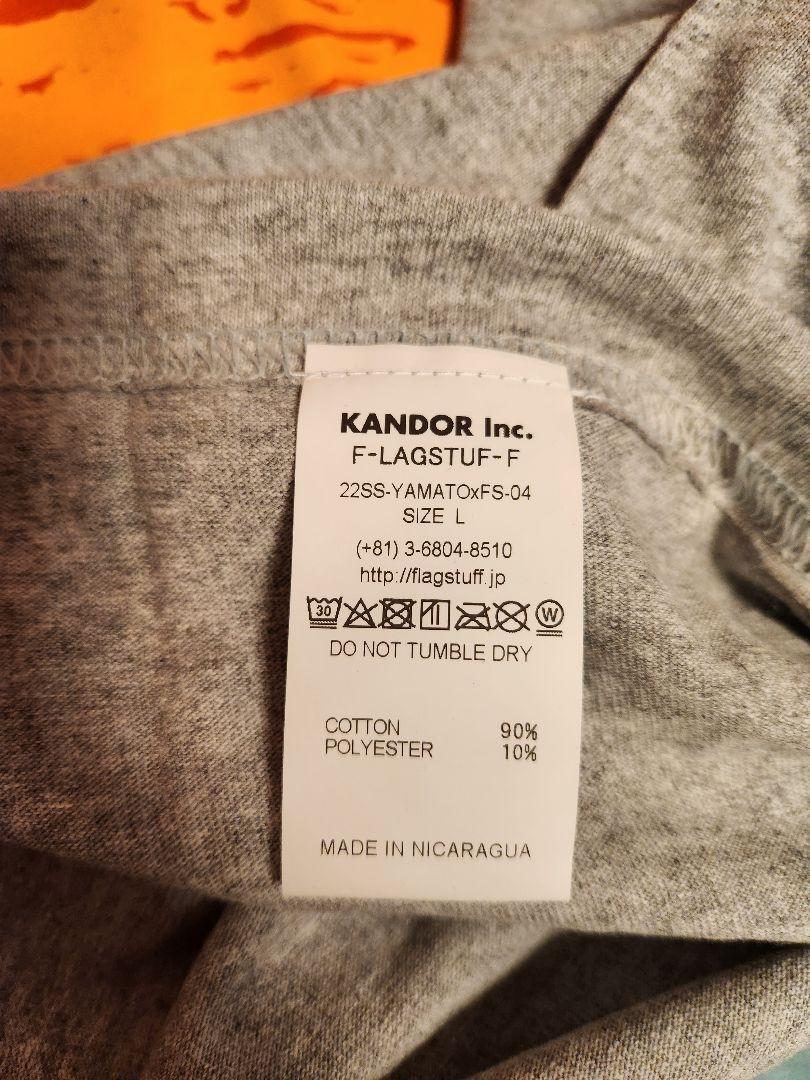 KANDOR Inc.
F-LAGSTUF-F
22SS-YAMATOxFS-04
SIZE L
(+81) 3-6804-8510
http://flagstuff.jp
30 W
DO NOT TUMBLE DRY
COTTON 90%
POLYESTER 10%
MADE IN NICARAGUA